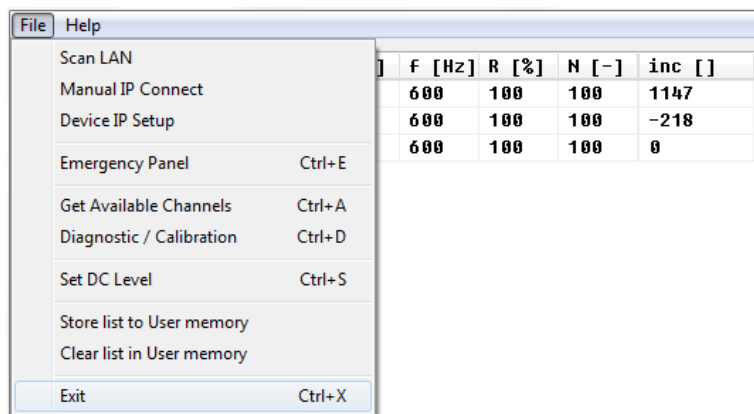 File Help
Scan LAN
Manual IP Connect
Device IP Setup
Emergency Panel Ctrl+E
Get Available Channels Ctrl+A
Diagnostic / Calibration Ctrl+D
Set DC Level Ctrl+S
Store list to User memory
Clear list in User memory
Exit Ctrl+X
] f [Hz] R [%] N [-] inc []
600 100 100 1147
600 100 100 -218
600 100 100 0